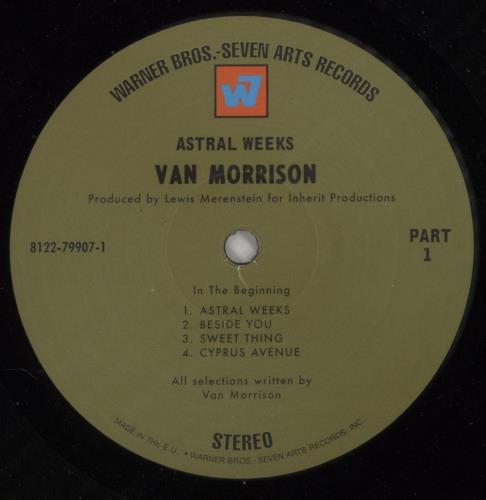 WARNER BROS.-SEVEN ARTS RECORDS
W7
ASTRAL WEEKS
VAN MORRISON
Produced by Lewis Merenstein for Inherit Productions
8122-79907-1
PART
1
In The Beginning
1. ASTRAL WEEKS
2. BESIDE YOU
3. SWEET THING
4. CYPRUS AVENUE
All selections written by
Van Morrison
STEREO
MADE IN THE E.U. • WARNER BROS.- SEVEN ARTS RECORDS, INC.